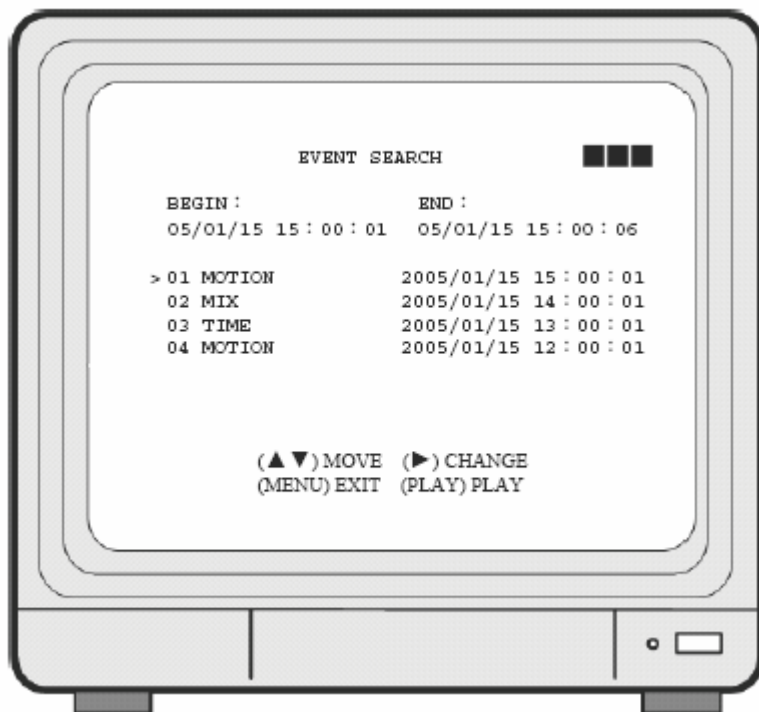 EVENT SEARCH
BEGIN : END :
05/01/15 15 : 00 : 01 05/01/15 15 : 00 : 06
> 01 MOTION 2005/01/15 15 : 00 : 01
02 MIX 2005/01/15 14 : 00 : 01
03 TIME 2005/01/15 13 : 00 : 01
04 MOTION 2005/01/15 12 : 00 : 01
(▲ ▼) MOVE (►) CHANGE
(MENU) EXIT (PLAY) PLAY